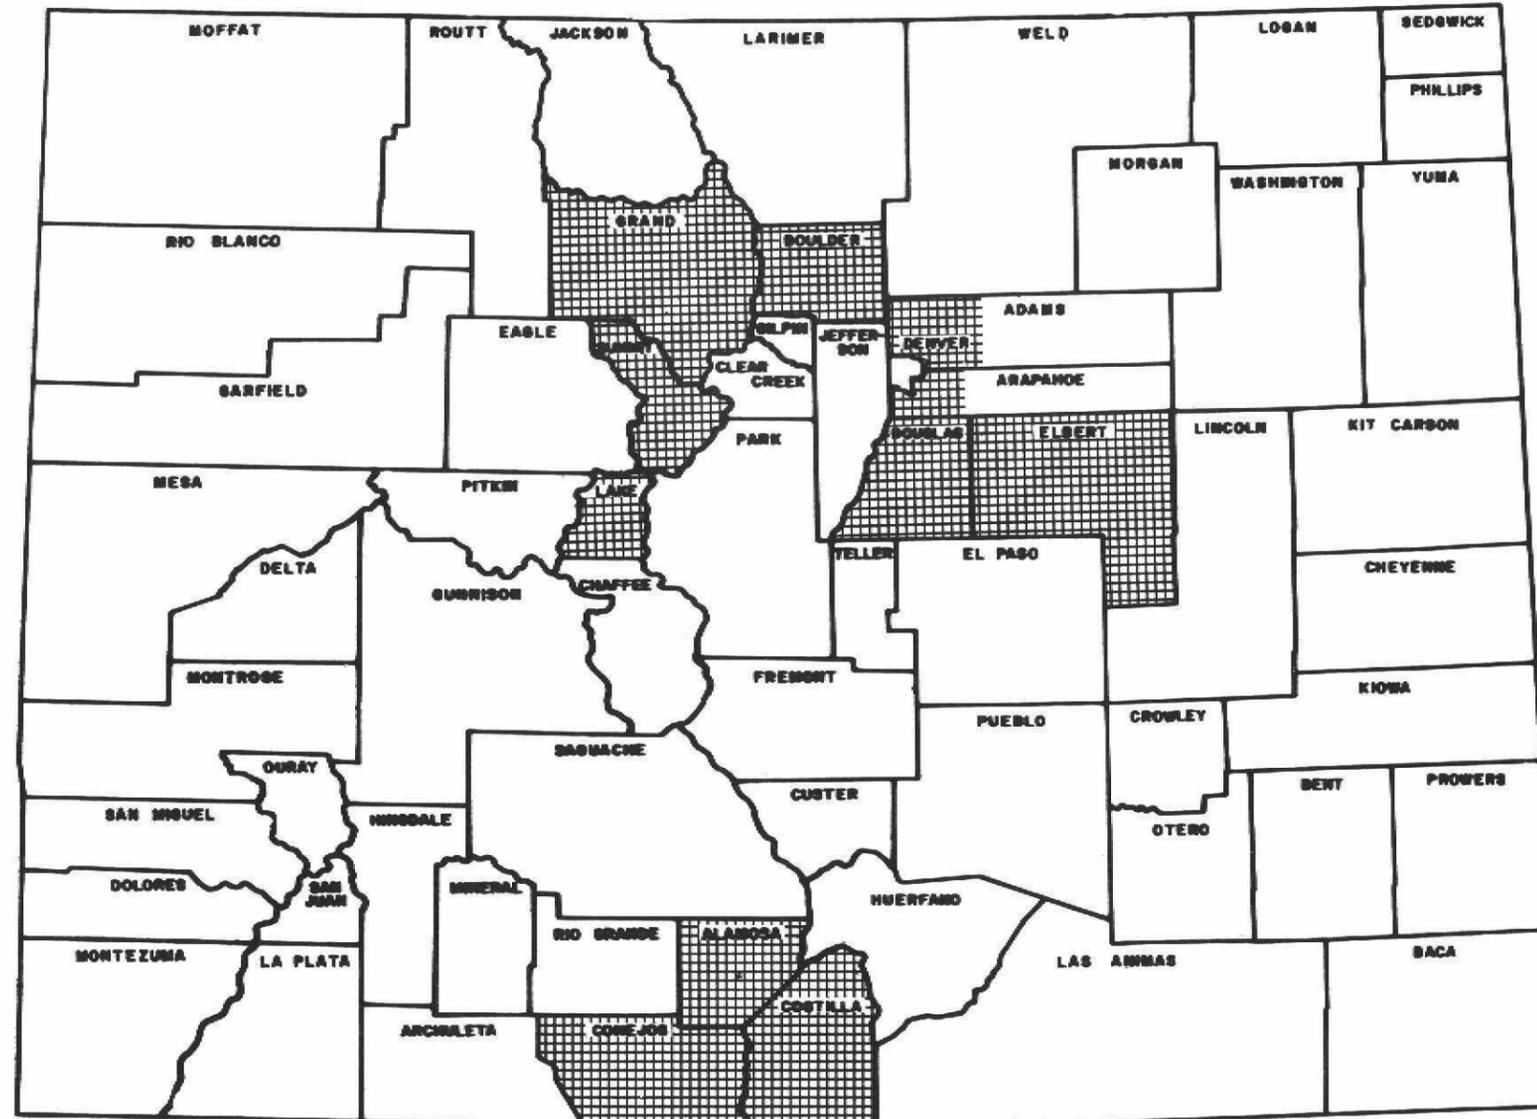 MOFFAT
ROUTT
JACKSON
LARIMER
WELD
LOGAN
SEDGWICK
PHILLIPS
MORGAN
WASHINGTON
YUMA
RIO BLANCO
GRAND
BOULDER
ADAMS
EAGLE
SUMMIT
GILPIN
JEFFER
SON
DENVER
CLEAR
CREEK
ARAPAHOE
GARFIELD
PARK
DOUGLAS
ELBERT
LINCOLN
KIT CARSON
MESA
PITKIN
LAKE
TELLER
EL PASO
DELTA
GUNNISON
CHAFFEE
CHEYENNE
MONTROSE
FREMONT
KIOWA
SAGUACHE
PUEBLO
CROWLEY
OURAY
CUSTER
BENT
PROWERS
SAN MIGUEL
HINSDALE
OTERO
DOLORES
SAN
JUAN
MINERAL
HUERFANO
RIO GRANDE
ALAMOSA
MONTEZUMA
LA PLATA
LAS ANIMAS
BACA
ARCHULETA
CONEJOS
COSTILLA